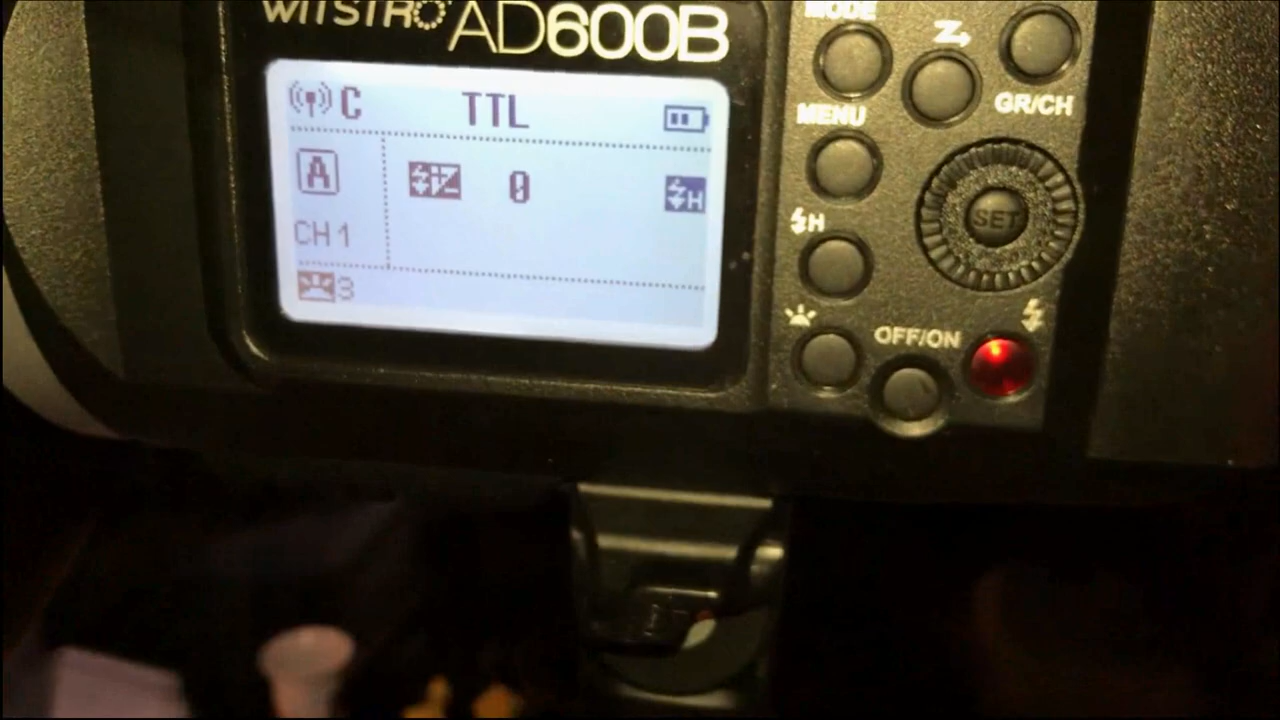 WITSTRO AD600B
MODE
GR/CH
MENU
H
SET
OFF/ON
C TTL
A 0 H
CH 1
3